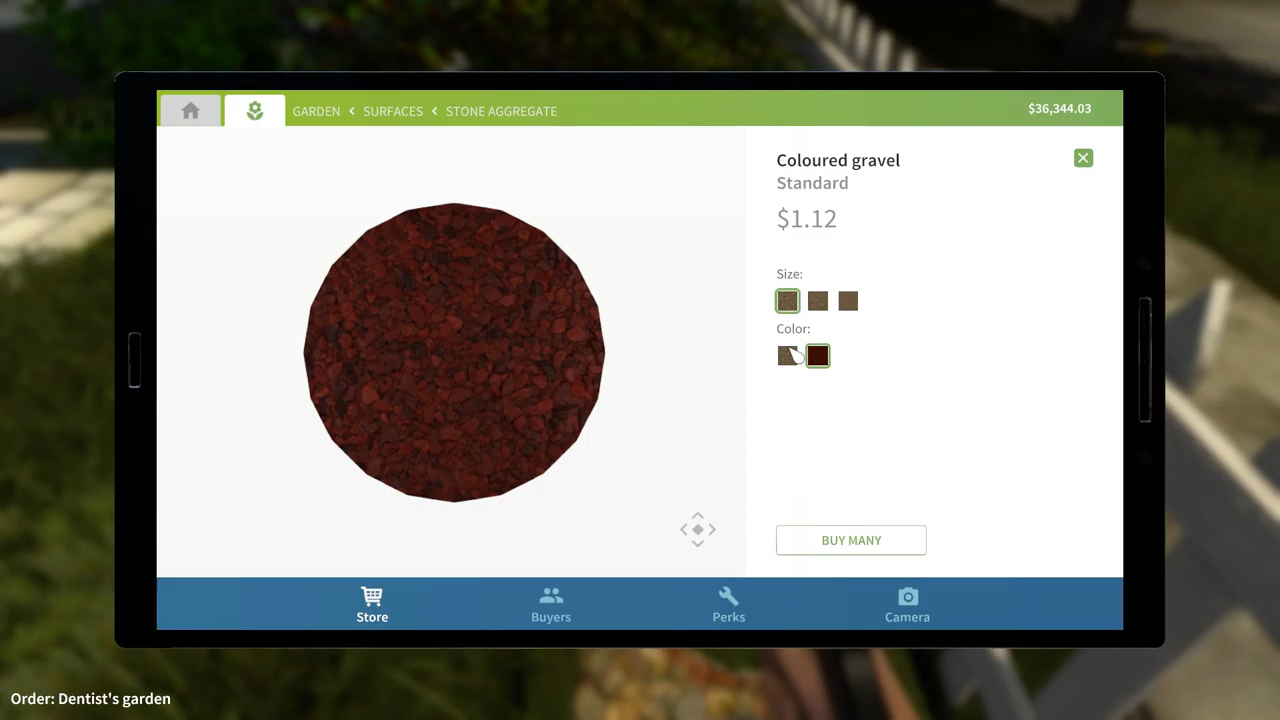 GARDEN < SURFACES < STONE AGGREGATE
$36,344.03
Coloured gravel
Standard
$1.12
Size:
Color:
BUY MANY
Store
Buyers
Perks
Camera
Order: Dentist's garden